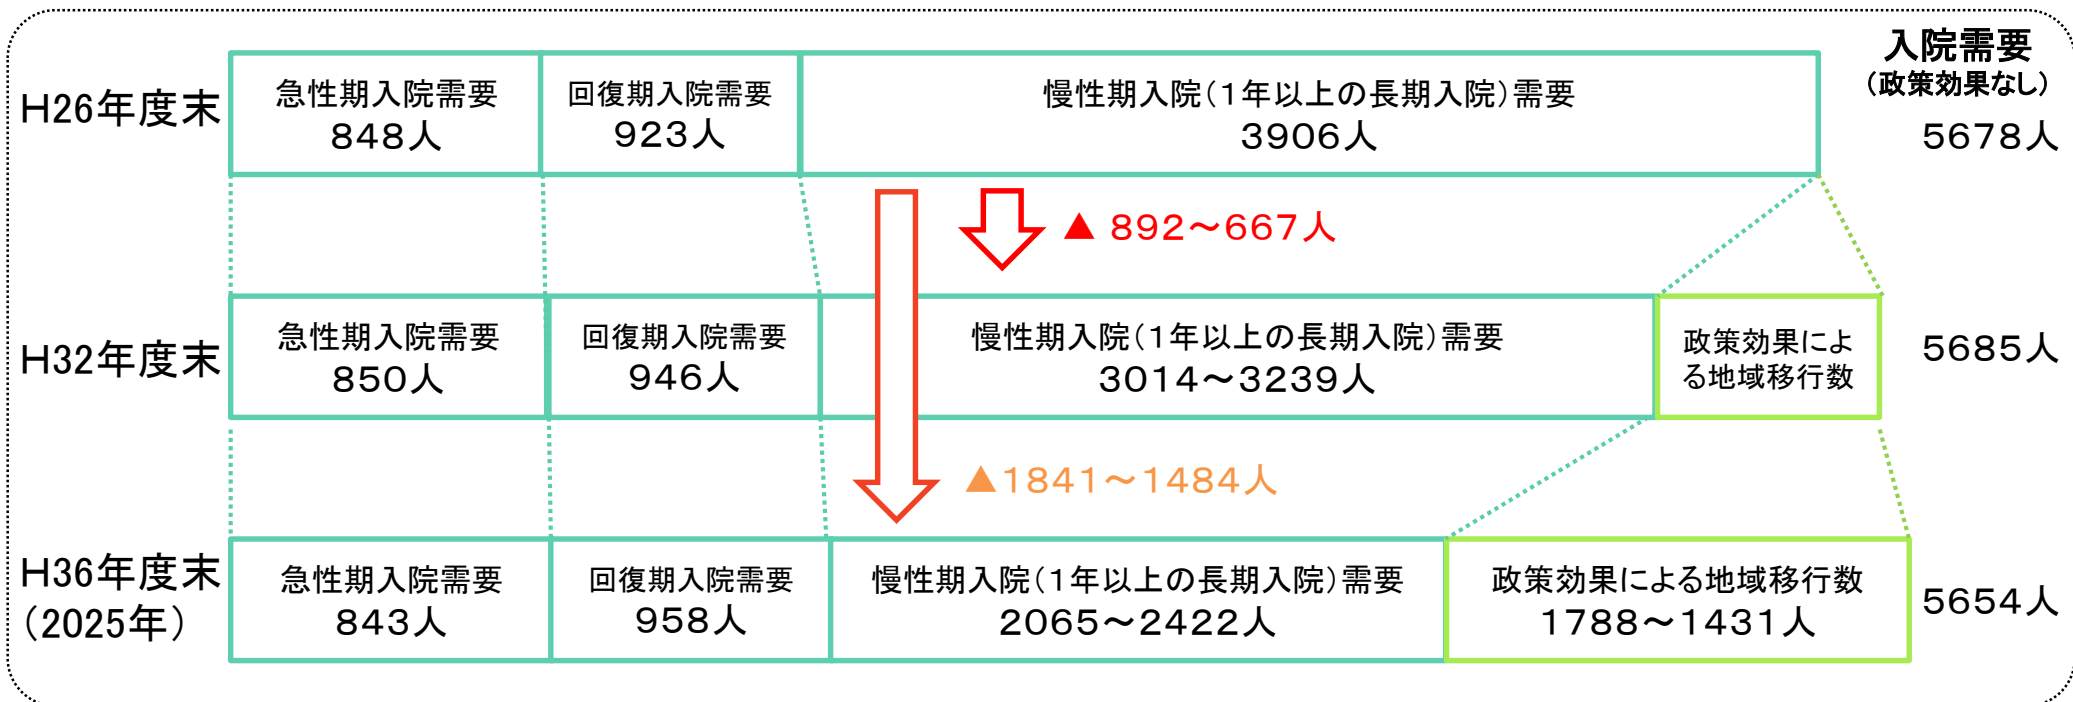 入院需要
(政策効果なし)
H26年度末
急性期入院需要
848人
回復期入院需要
923人
慢性期入院(1年以上の長期入院)需要
3906人
5678人
▲ 892～667人
H32年度末
急性期入院需要
850人
回復期入院需要
946人
慢性期入院(1年以上の長期入院)需要
3014～3239人
政策効果によ
る地域移行数
5685人
▲1841～1484人
H36年度末
(2025年)
急性期入院需要
843人
回復期入院需要
958人
慢性期入院(1年以上の長期入院)需要
2065～2422人
政策効果による地域移行数
1788～1431人
5654人